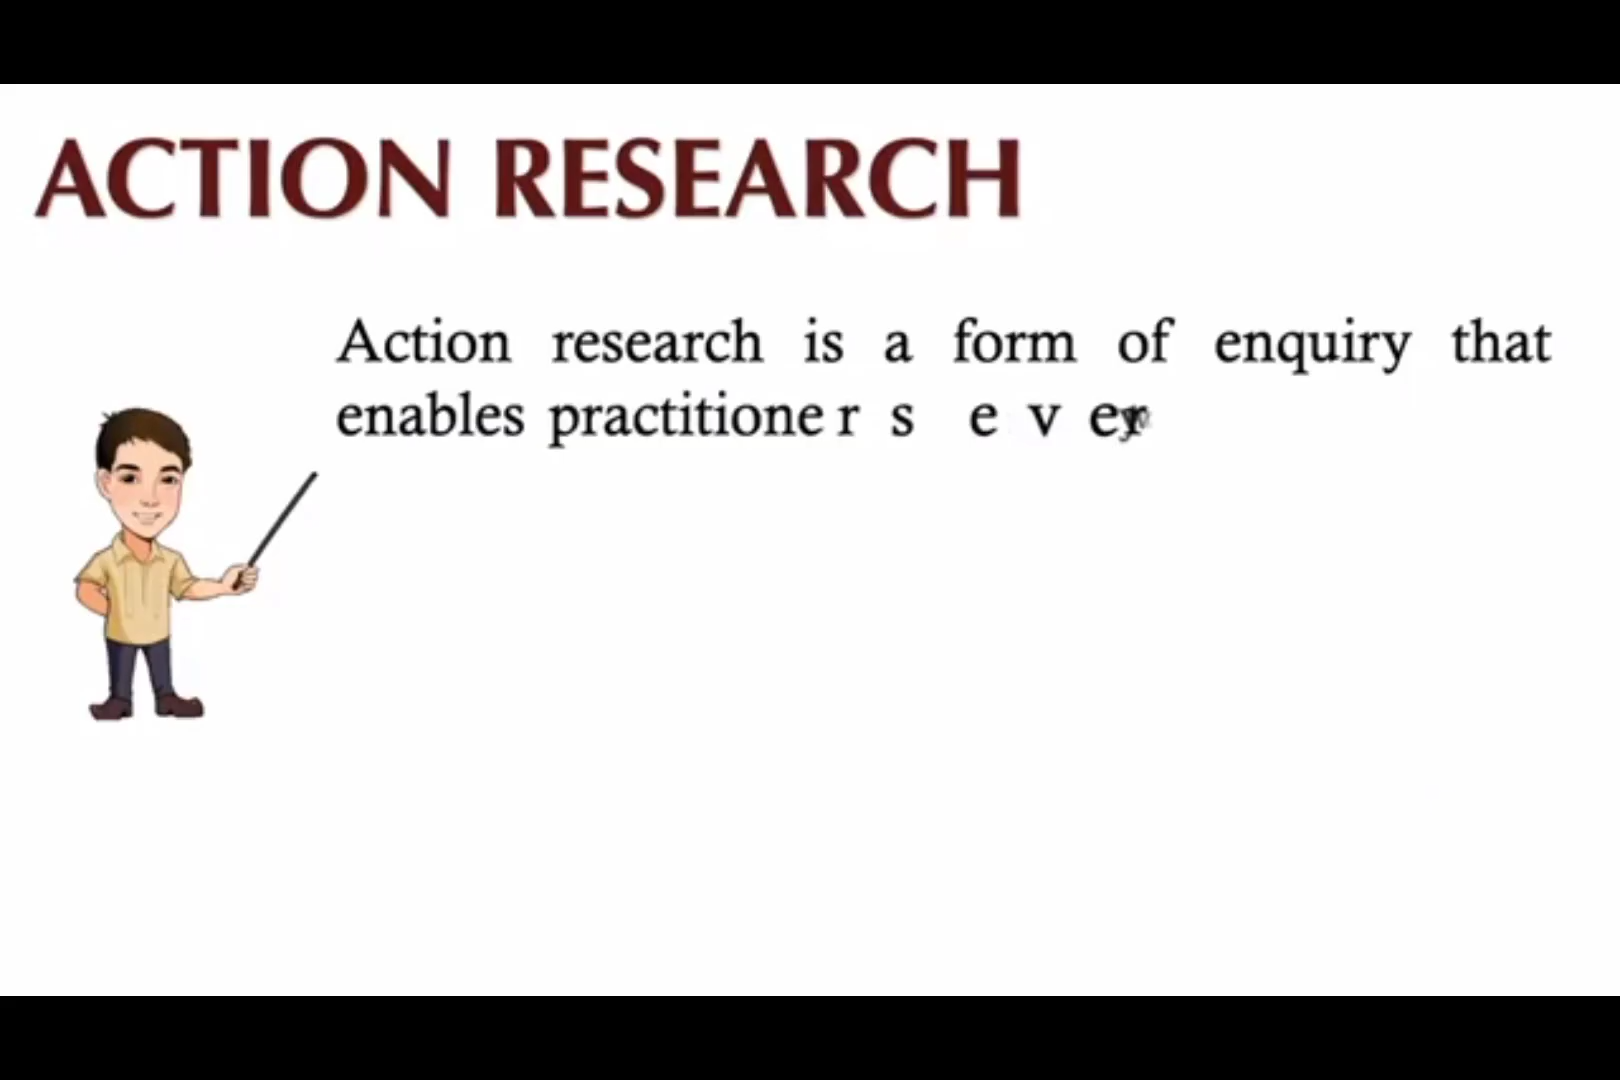 ACTION RESEARCH
Action research is a form of enquiry that
enables practitioners